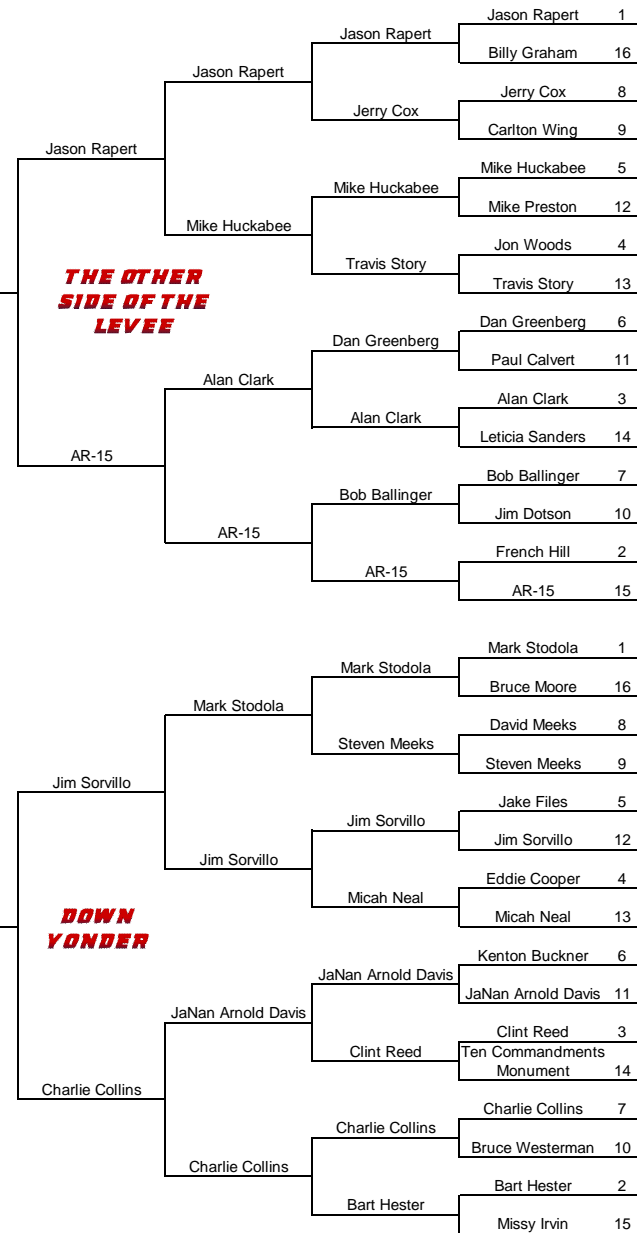 Jason Rapert 1
Jason Rapert
Billy Graham 16
Jason Rapert
Jerry Cox 8
Jerry Cox
Carlton Wing 9
Jason Rapert
Mike Huckabee 5
Mike Huckabee
Mike Preston 12
Mike Huckabee
Jon Woods 4
Travis Story
Travis Story 13
THE OTHER
SIDE OF THE
LEVEE
Dan Greenberg 6
Dan Greenberg
Paul Calvert 11
Alan Clark
Alan Clark 3
Alan Clark
Leticia Sanders 14
AR-15
Bob Ballinger 7
Bob Ballinger
Jim Dotson 10
AR-15
French Hill 2
AR-15
AR-15 15
Mark Stodola 1
Mark Stodola
Bruce Moore 16
Mark Stodola
David Meeks 8
Steven Meeks
Steven Meeks 9
Jim Sorvillo
Jake Files 5
Jim Sorvillo
Jim Sorvillo 12
Jim Sorvillo
Eddie Cooper 4
Micah Neal
Micah Neal 13
DOWN
YONDER
Kenton Buckner 6
JaNan Arnold Davis
JaNan Arnold Davis 11
JaNan Arnold Davis
Clint Reed 3
Clint Reed
Ten Commandments
Monument 14
Charlie Collins
Charlie Collins 7
Charlie Collins
Bruce Westerman 10
Charlie Collins
Bart Hester 2
Bart Hester
Missy Irvin 15